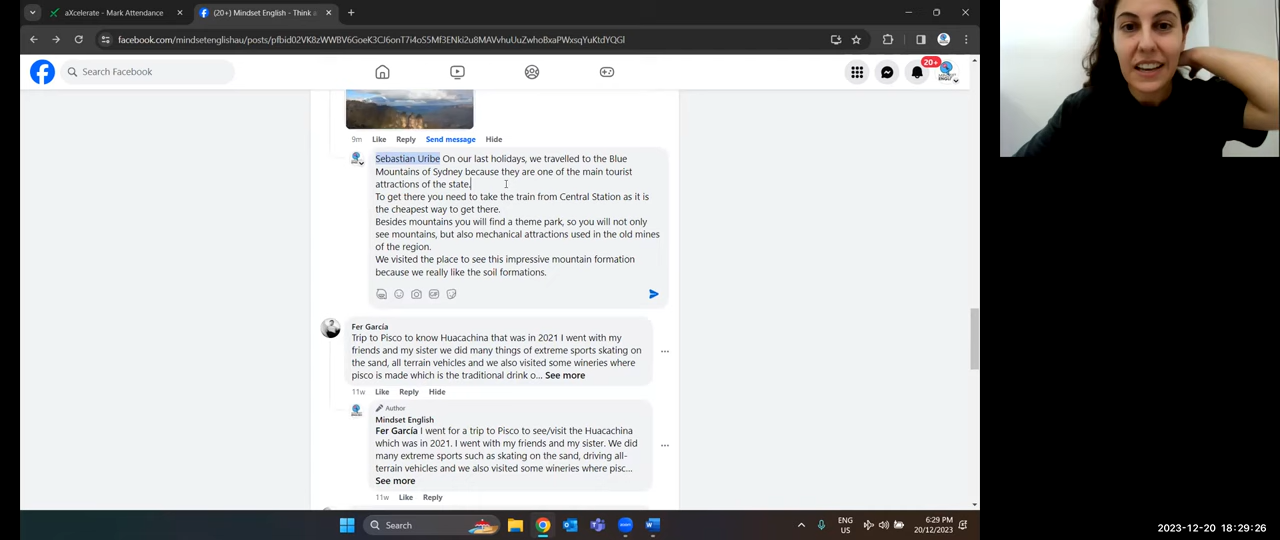 aXcelerate - Mark Attendance
(20+) Mindset English - Think a
facebook.com/mindsetenglishau/posts/
Search Facebook
20+
9m Like Reply Send message Hide
Sebastian Uribe On our last holidays, we travelled to the Blue
Mountains of Sydney because they are one of the main tourist
attractions of the state.
To get there you need to take the train from Central Station as it is
the cheapest way to get there.
Besides mountains you will find a theme park, so you will not only
see mountains, but also mechanical attractions used in the old mines
of the region.
We visited the place to see this impressive mountain formation
because we really like the soil formations.
GIF
Fer García
Trip to Pisco to know Huacachina that was in 2021 I went with my
friends and my sister we did many things of extreme sports skating on
the sand, all terrain vehicles and we also visited some wineries where
pisco is made which is the traditional drink o... See more
11w Like Reply Hide
Author
Mindset English
Fer García I went for a trip to Pisco to see/visit the Huacachina
which was in 2021. I went with my friends and my sister. We did
many extreme sports such as skating on the sand, driving all-
terrain vehicles and we also visited some wineries where pisc...
See more
11w Like Reply
Search
ENG
US
6:29 PM
20/12/2023
2023-12-20 18:29:26